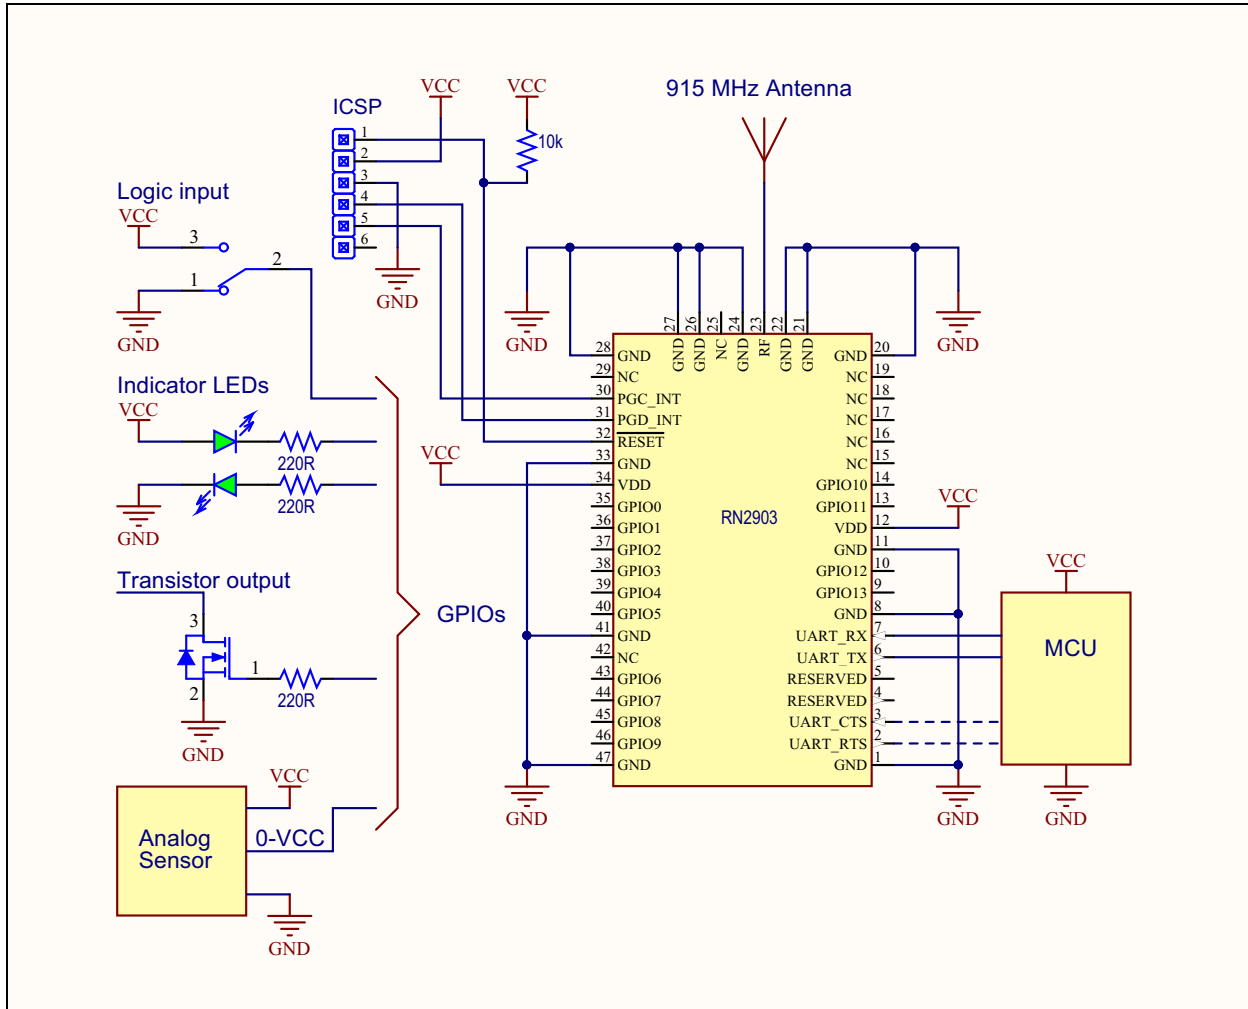 915 MHz Antenna
VCC
VCC
ICSP
10k
1
2
3
4
5
6
Logic input
VCC
3
2
1
GND
GND
GND
GND
Indicator LEDs
VCC
220R
220R
GND
VCC
Transistor output
3
1
2
220R
GND
GPIOs
Analog
Sensor
VCC
0-VCC
GND
RN2903
27 GND
26 GND
25 NC
24 GND
23 RF
22 GND
21 GND
28 GND
29 NC
30 PGC_INT
31 PGD_INT
32 RESET
33 GND
34 VDD
35 GPIO0
36 GPIO1
37 GPIO2
38 GPIO3
39 GPIO4
40 GPIO5
41 GND
42 NC
43 GPIO6
44 GPIO7
45 GPIO8
46 GPIO9
47 GND
GND 20
NC 19
NC 18
NC 17
NC 16
NC 15
GPIO10 14
GPIO11 13
VDD 12
GND 11
GPIO12 10
GPIO13 9
GND 8
UART_RX 7
UART_TX 6
RESERVED 5
RESERVED 4
UART_CTS 3
UART_RTS 2
GND 1
VCC
VCC
MCU
GND
GND
GND